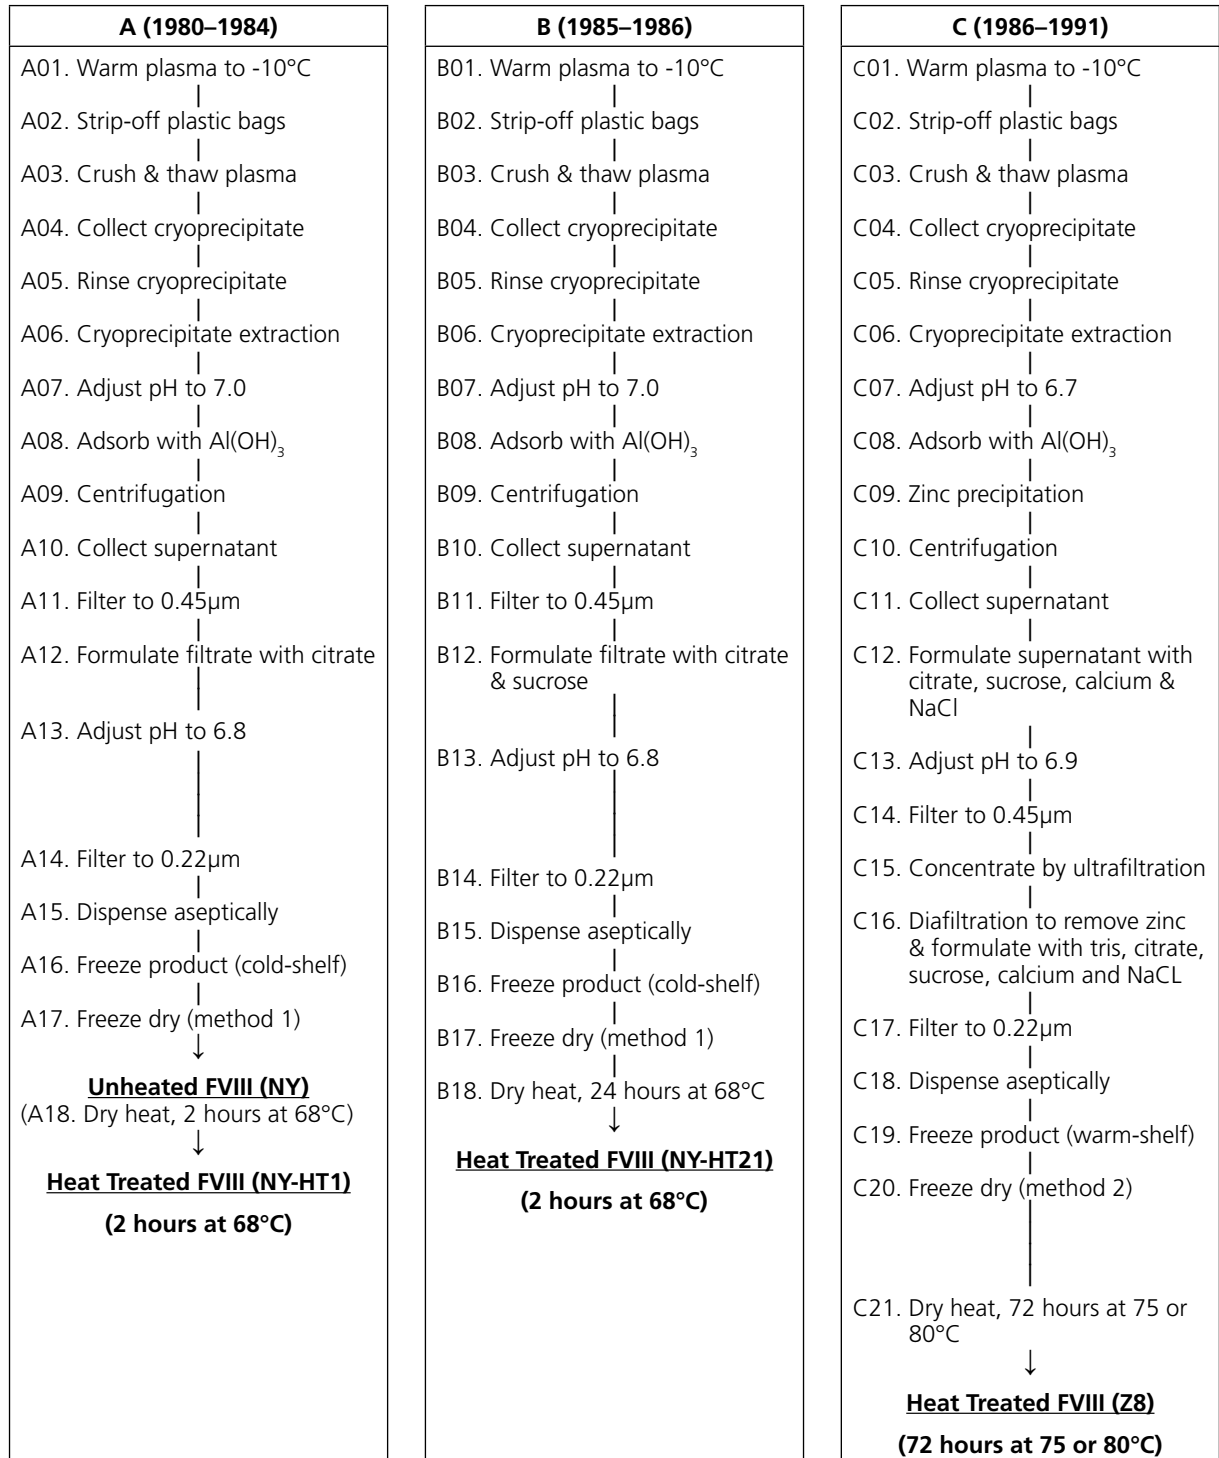 A (1980–1984)
A01. Warm plasma to -10°C
A02. Strip-off plastic bags
A03. Crush & thaw plasma
A04. Collect cryoprecipitate
A05. Rinse cryoprecipitate
A06. Cryoprecipitate extraction
A07. Adjust pH to 7.0
A08. Adsorb with Al(OH)₃
A09. Centrifugation
A10. Collect supernatant
A11. Filter to 0.45µm
A12. Formulate filtrate with citrate
A13. Adjust pH to 6.8
A14. Filter to 0.22µm
A15. Dispense aseptically
A16. Freeze product (cold-shelf)
A17. Freeze dry (method 1)
Unheated FVIII (NY)
(A18. Dry heat, 2 hours at 68°C)
Heat Treated FVIII (NY-HT1)
(2 hours at 68°C)
B (1985–1986)
B01. Warm plasma to -10°C
B02. Strip-off plastic bags
B03. Crush & thaw plasma
B04. Collect cryoprecipitate
B05. Rinse cryoprecipitate
B06. Cryoprecipitate extraction
B07. Adjust pH to 7.0
B08. Adsorb with Al(OH)₃
B09. Centrifugation
B10. Collect supernatant
B11. Filter to 0.45µm
B12. Formulate filtrate with citrate
& sucrose
B13. Adjust pH to 6.8
B14. Filter to 0.22µm
B15. Dispense aseptically
B16. Freeze product (cold-shelf)
B17. Freeze dry (method 1)
B18. Dry heat, 24 hours at 68°C
Heat Treated FVIII (NY-HT21)
(2 hours at 68°C)
C (1986–1991)
C01. Warm plasma to -10°C
C02. Strip-off plastic bags
C03. Crush & thaw plasma
C04. Collect cryoprecipitate
C05. Rinse cryoprecipitate
C06. Cryoprecipitate extraction
C07. Adjust pH to 6.7
C08. Adsorb with Al(OH)₃
C09. Zinc precipitation
C10. Centrifugation
C11. Collect supernatant
C12. Formulate supernatant with
citrate, sucrose, calcium &
NaCl
C13. Adjust pH to 6.9
C14. Filter to 0.45µm
C15. Concentrate by ultrafiltration
C16. Diafiltration to remove zinc
& formulate with tris, citrate,
sucrose, calcium and NaCL
C17. Filter to 0.22µm
C18. Dispense aseptically
C19. Freeze product (warm-shelf)
C20. Freeze dry (method 2)
C21. Dry heat, 72 hours at 75 or
80°C
Heat Treated FVIII (Z8)
(72 hours at 75 or 80°C)